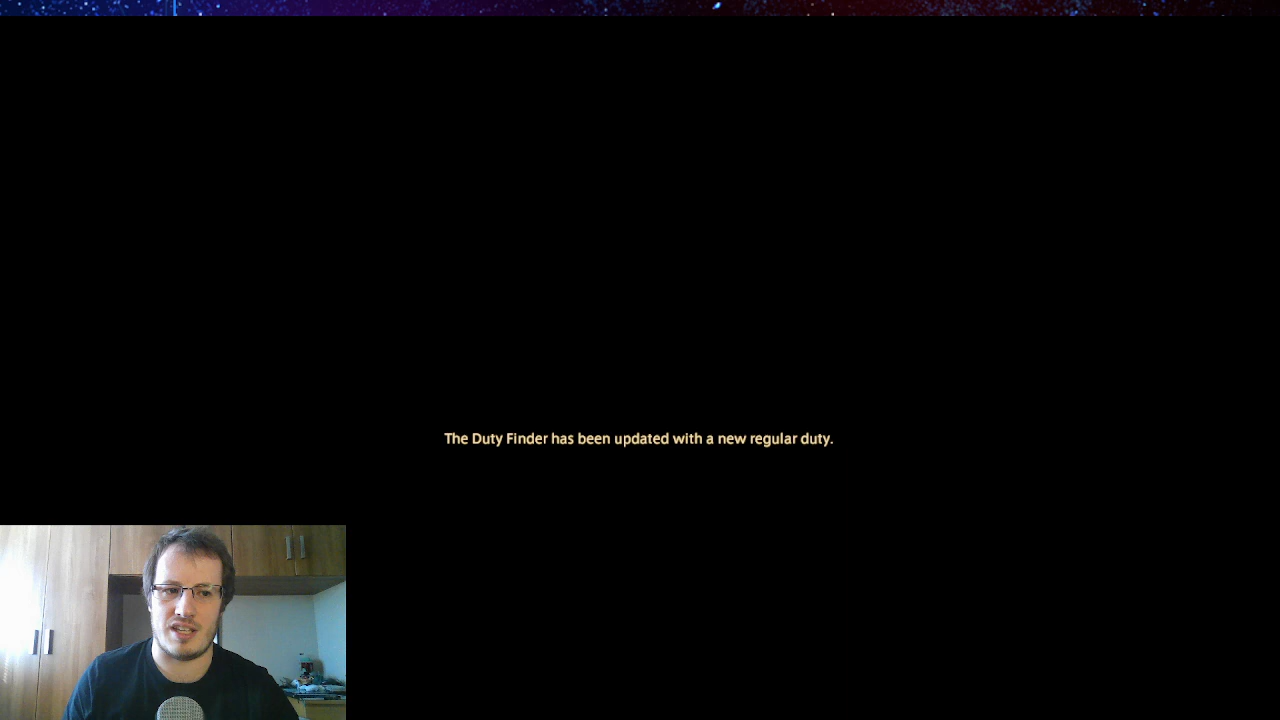 The Duty Finder has been updated with a new regular duty.